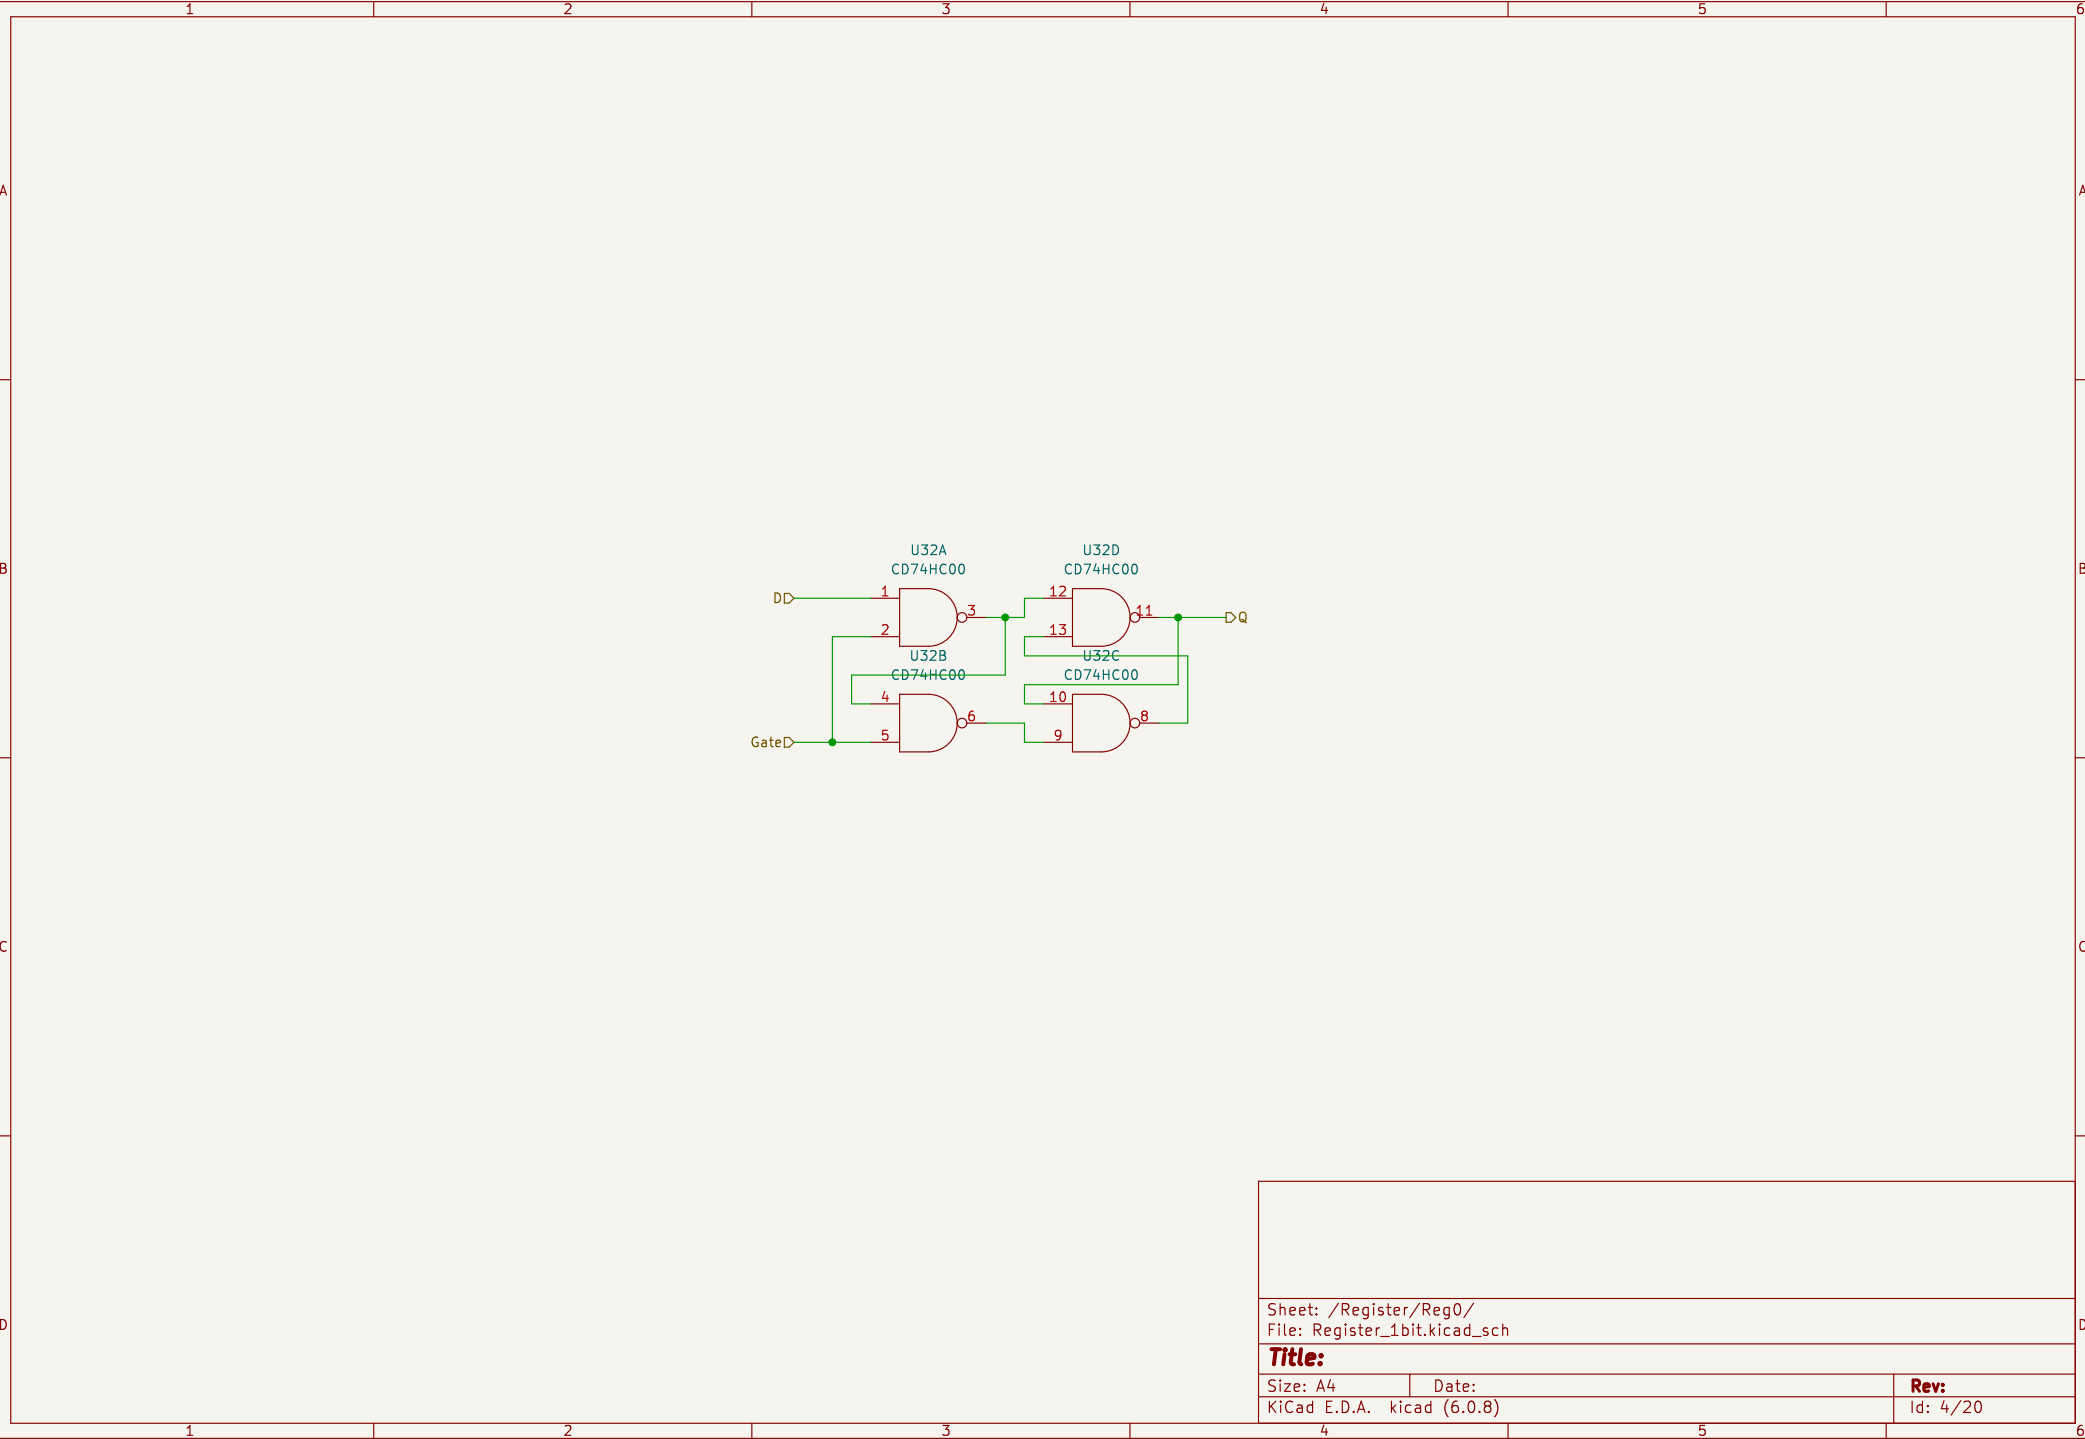 1 2 3 4 5 6
A A
U32A U32D
CD74HC00 CD74HC00
B B
D 1 3 12 11 Q
2 13
U32B U32C
CD74HC00 CD74HC00
4 6 10 8
Gate 5 9
C C
Sheet: /Register/Reg0/
D File: Register_1bit.kicad_sch D
Title:
Size: A4 Date: Rev:
KiCad E.D.A. kicad (6.0.8) Id: 4/20
1 2 3 4 5 6